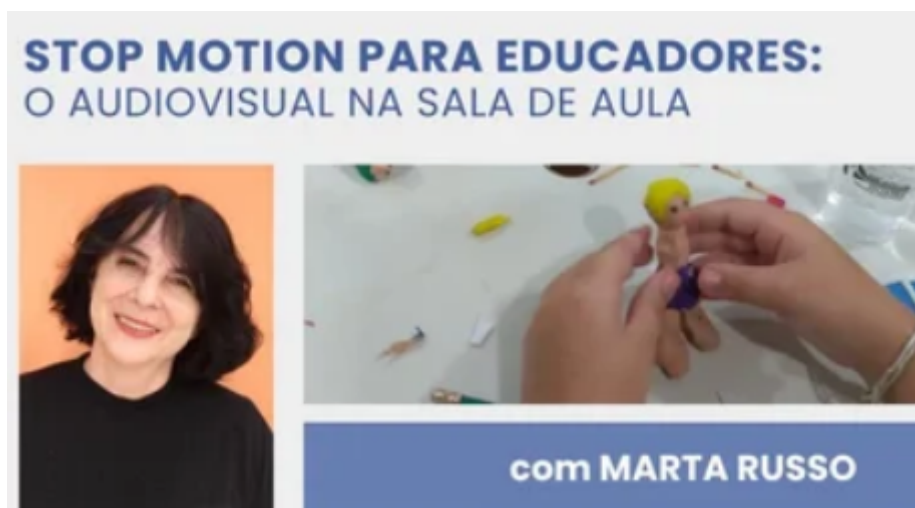 STOP MOTION PARA EDUCADORES:
O AUDIOVISUAL NA SALA DE AULA
com MARTA RUSSO